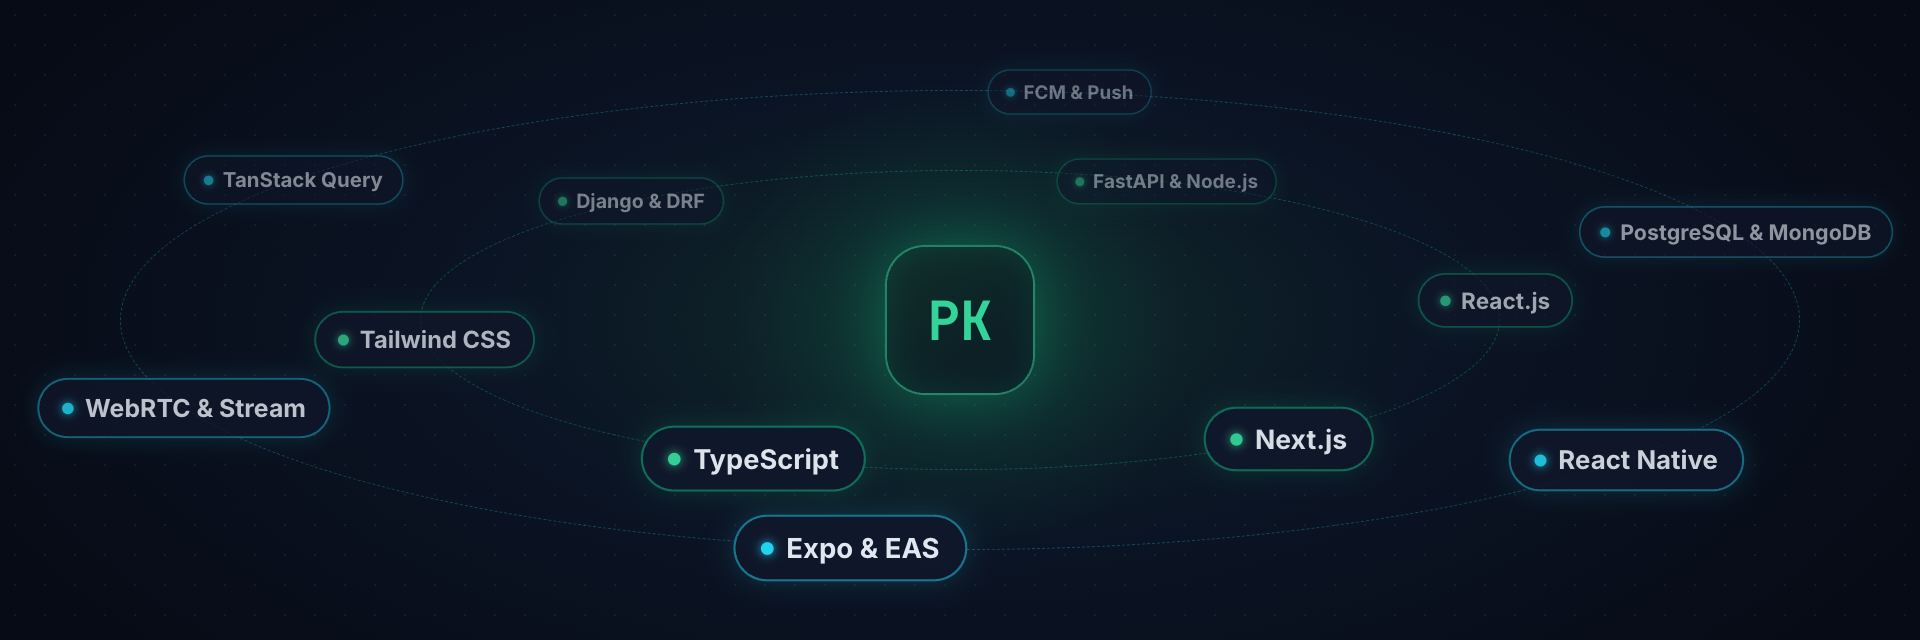 FCM & Push
TanStack Query
Django & DRF
FastAPI & Node.js
PostgreSQL & MongoDB
React.js
PK
Tailwind CSS
WebRTC & Stream
TypeScript
Next.js
React Native
Expo & EAS